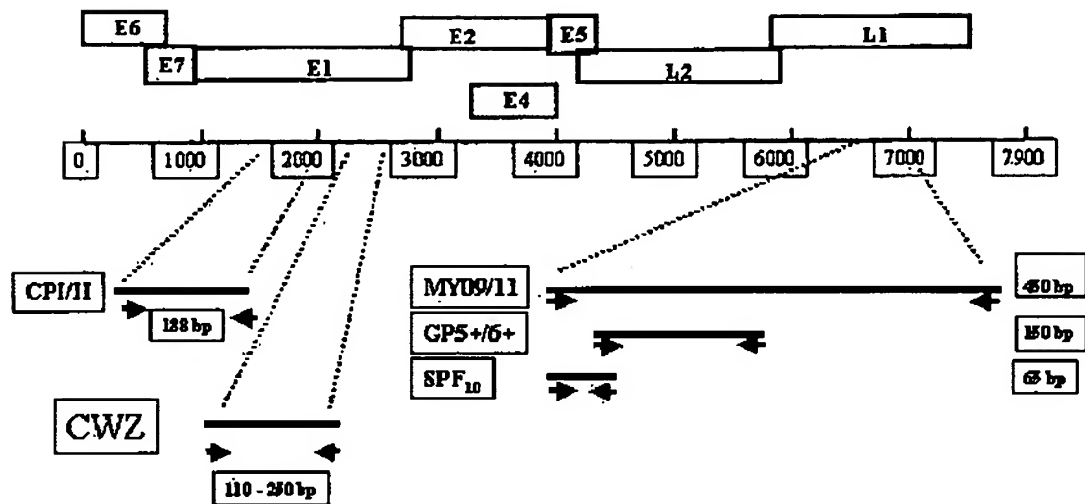 E6 E2 E5 L1
E7 E1 L2
E4
0 1000 2000 3000 4000 5000 6000 7000 7.900
CPI/II MY09/11 450 bp
188 bp GP5+/6+ 150 bp
SPF10 65 bp
CWZ
110 - 250 bp